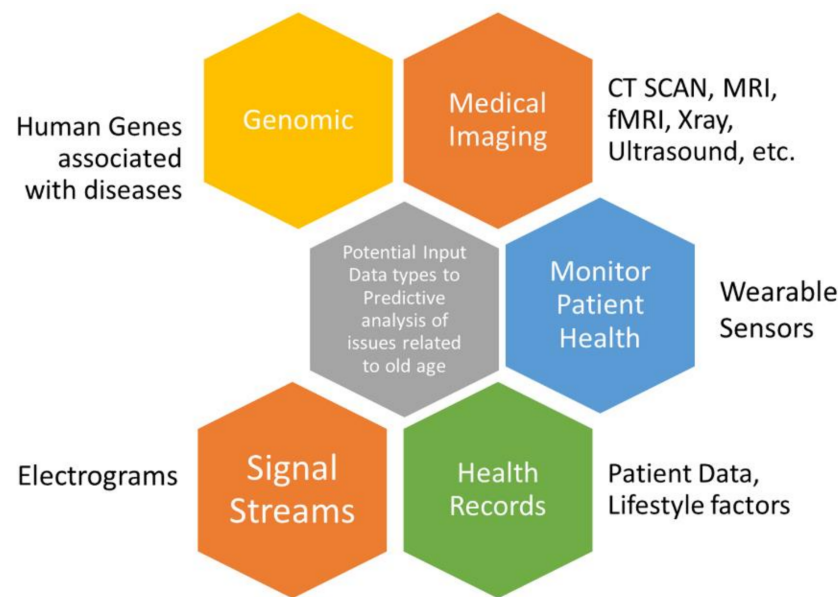 Genomic
Human Genes
associated
with diseases
Medical
Imaging
CT SCAN, MRI,
fMRI, Xray,
Ultrasound, etc.
Potential Input
Data types to
Predictive
analysis of
issues related
to old age
Monitor
Patient
Health
Wearable
Sensors
Electrograms
Signal
Streams
Health
Records
Patient Data,
Lifestyle factors